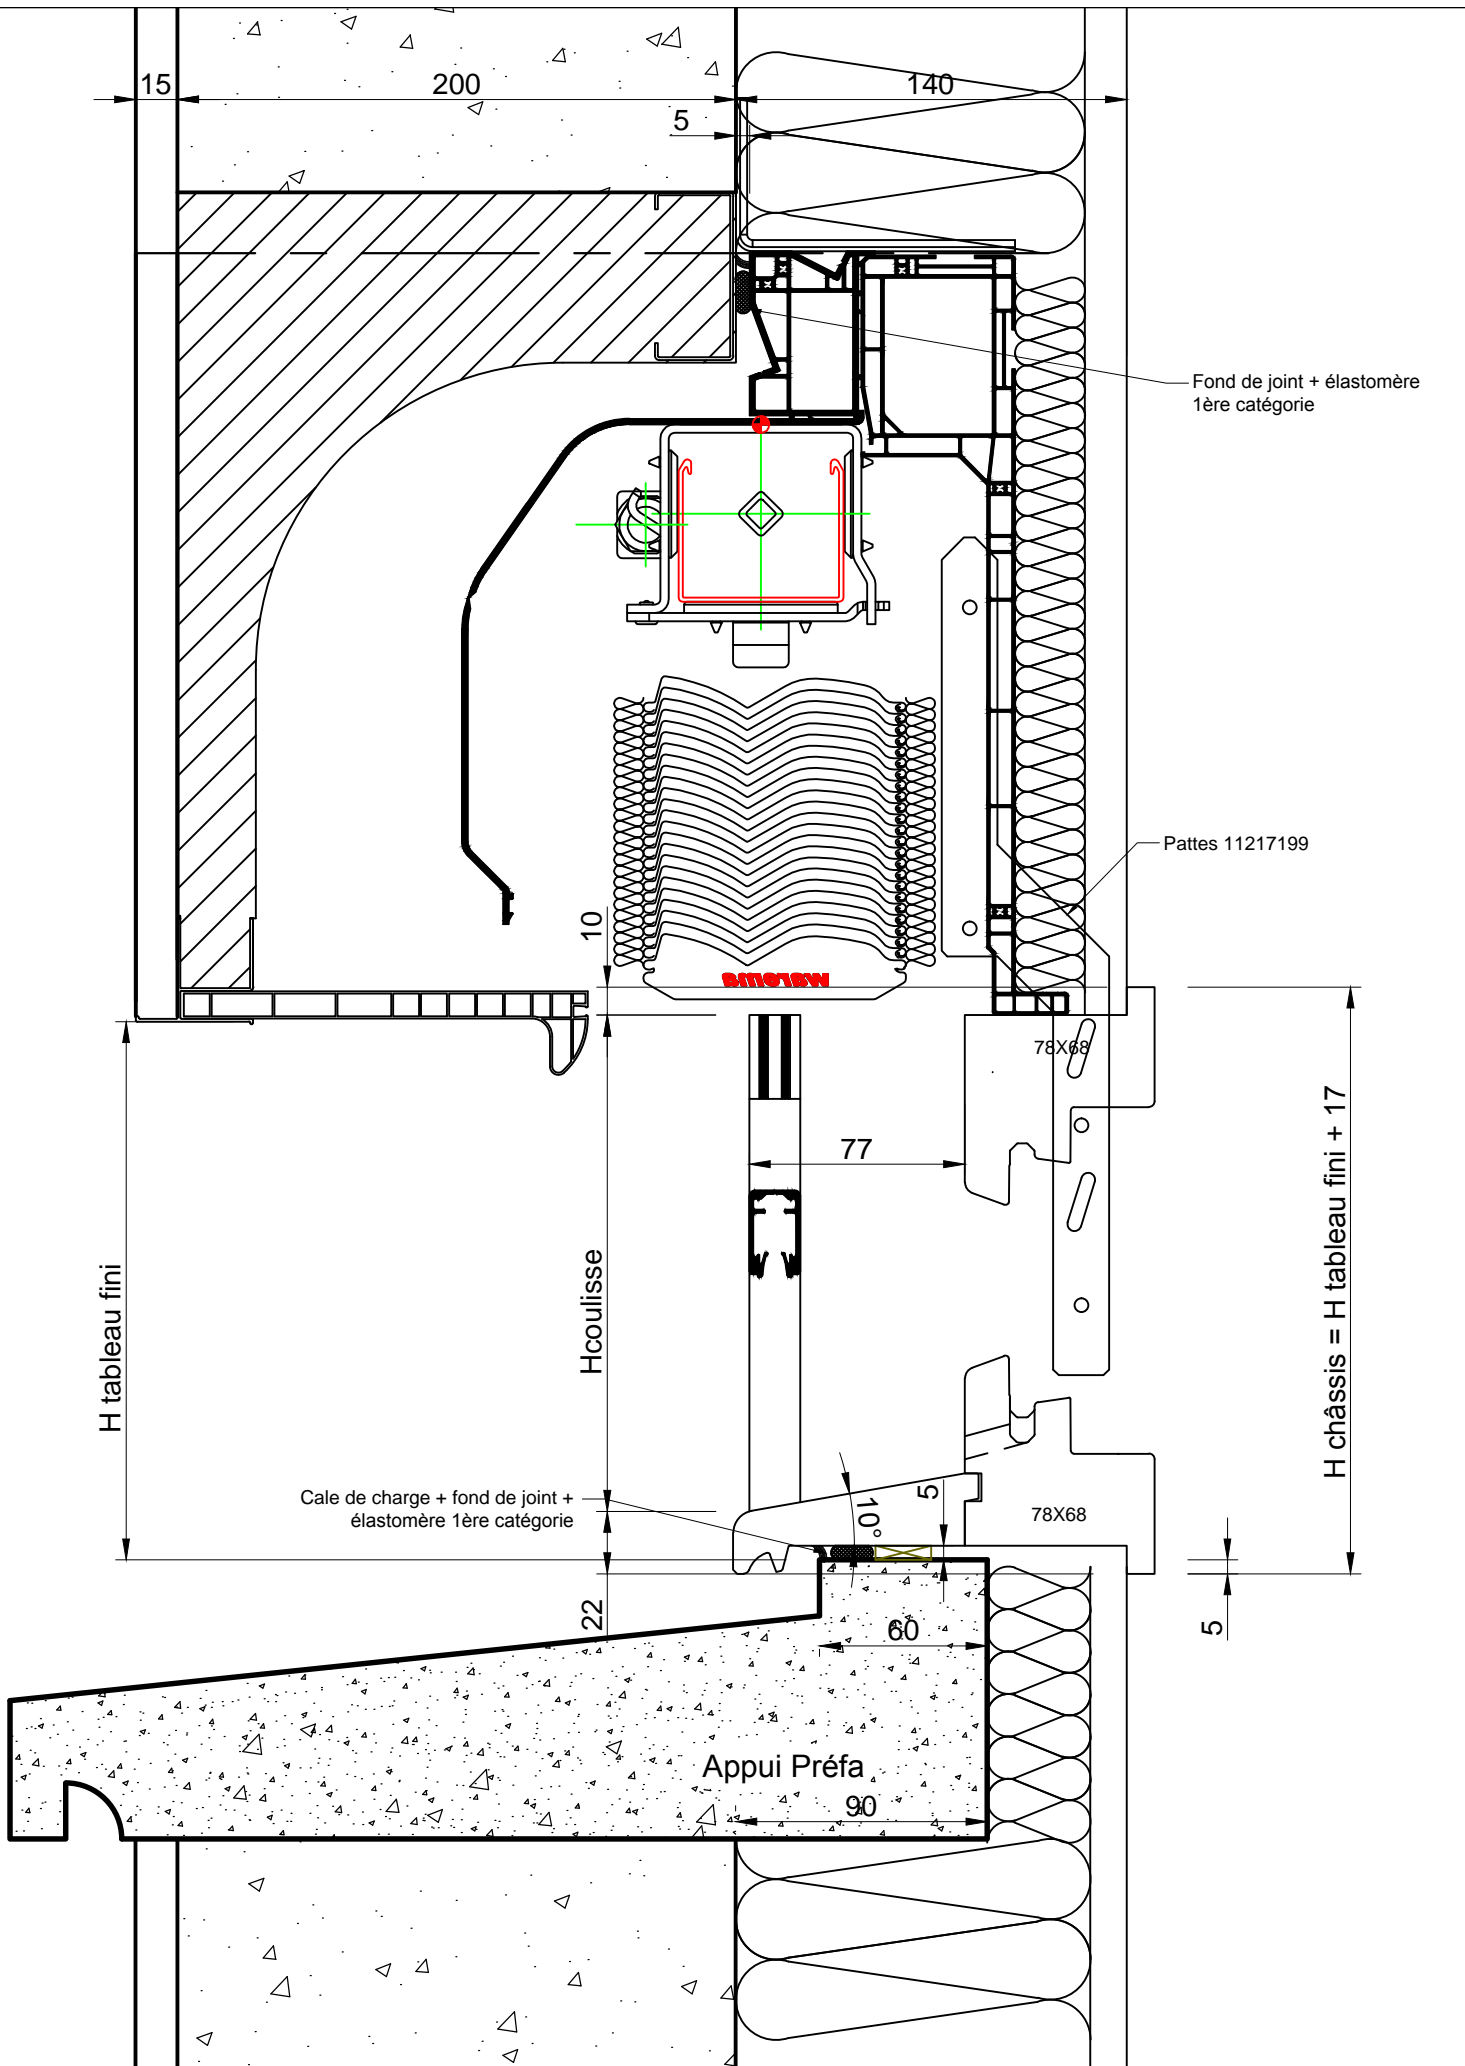 15
200
140
5
Fond de joint + élastomère
1ère catégorie
Pattes 11217199
10
78X68
77
H tableau fini
Hcoulisse
H châssis = H tableau fini + 17
Cale de charge + fond de joint +
élastomère 1ère catégorie
10°
5
78X68
22
60
5
Appui Préfa
90